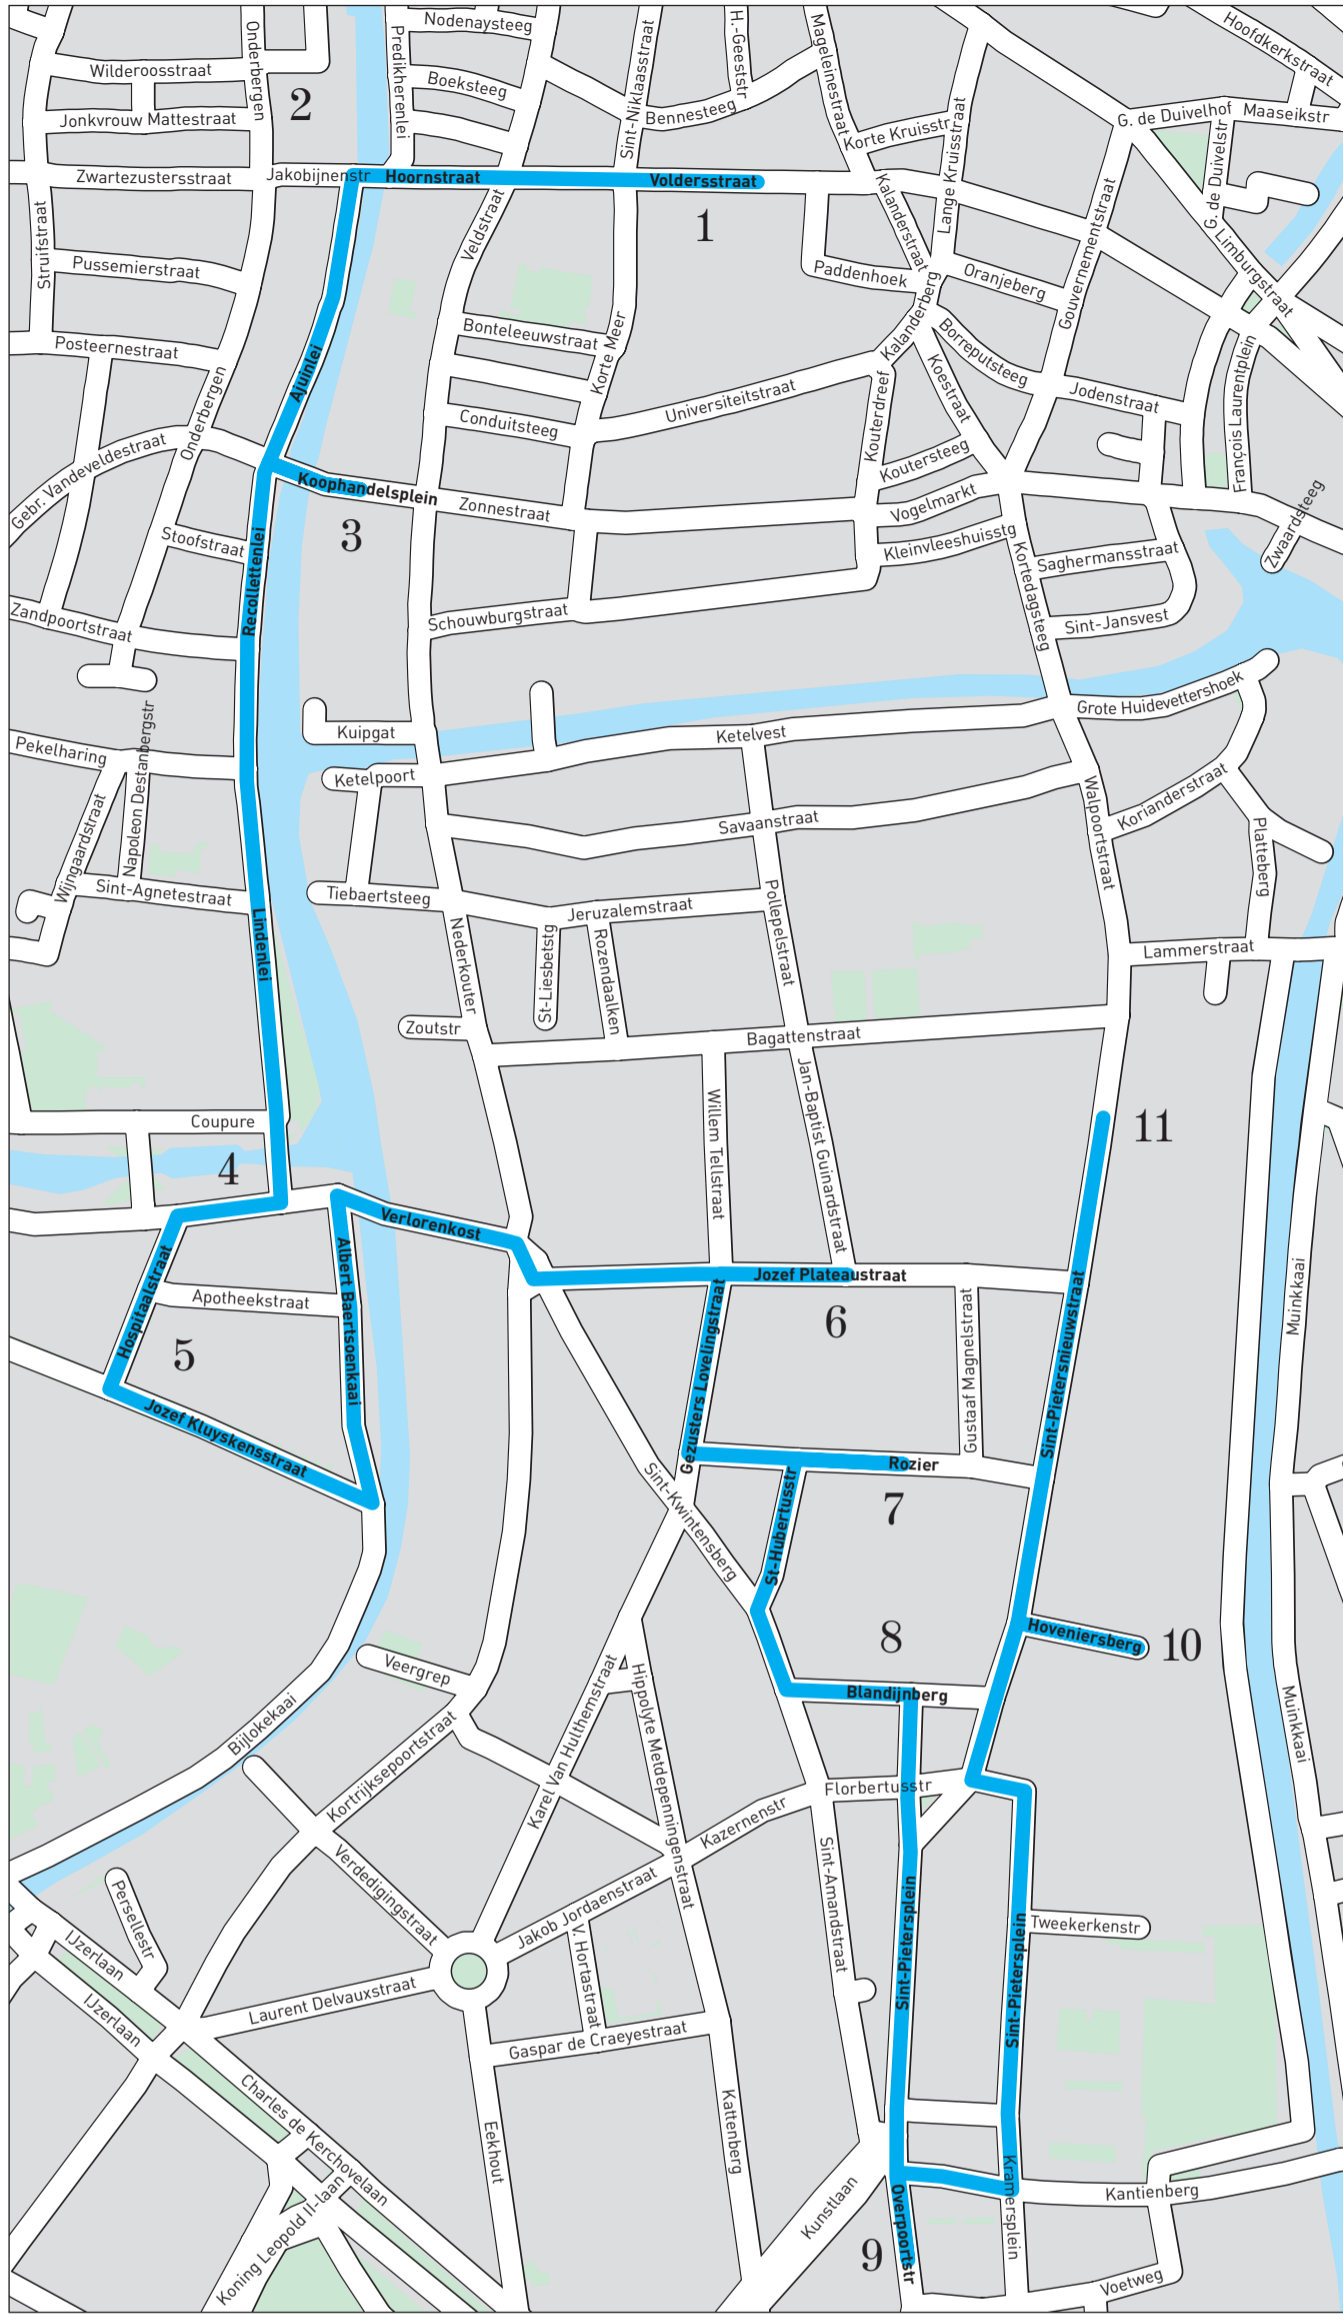 Nodenaysteeg
H.-Geeststr
Mageleinestraat
Hoofdkerkstraat
Onderbergen
Predikherenlei
Sint-Niklaasstraat
Wilderoosstraat
Boeksteeg
2
Bennesteeg
Jonkvrouw Mattestraat
Korte Kruisstr
Lange Kruisstraat
G. de Duivelhof
Maaseikstr
G. de Duivelstr
Zwartezustersstraat
Jakobijnenstr
Hoornstraat
Voldersstraat
1
Kalanderstraat
Gouvernementstraat
Struifstraat
Veldstraat
Pussemierstraat
Paddenhoek
Oranjeberg
G. Limburgstraat
Kalanderberg
Posteernestraat
Ajuinlei
Bonteleeuwstraat
Korte Meer
Borreputsteeg
Koestraat
Jodenstraat
François Laurentplein
Onderbergen
Conduitsteeg
Universiteitstraat
Kouterdreef
Gebr. Vandeveldestraat
Koutersteeg
Koophandelsplein
Zonnestraat
Vogelmarkt
Zwaardsteeg
3
Stoofstraat
Recollettenlei
Kleinvleeshuisstg
Kortedagsteeg
Saghermansstraat
Zandpoortstraat
Schouwburgstraat
Sint-Jansvest
Grote Huidevettershoek
Kuipgat
Ketelvest
Pekelharing
Napoleon Destanbergstr
Ketelpoort
Walpoortstraat
Korianderstraat
Wijngaardstraat
Savaanstraat
Platteberg
Sint-Agnetestraat
Tiebaertsteeg
Jeruzalemstraat
Pollepelstraat
Lindenlei
Nederkouter
St-Liesbetstg
Rozendaalken
Lammerstraat
Zoutstr
Bagattenstraat
Coupure
Willem Tellstraat
Jan-Baptist Guinardstraat
11
4
Verlorenkost
Hospitaalstraat
Albert Baertsoenkaai
Jozef Plateaustraat
Muinkkaai
Apotheekstraat
Gezusters Lovelingstraat
6
Gustaaf Magnelstraat
Sint-Pietersnieuwstraat
5
Jozef Kluyskensstraat
Rozier
Sint-Kwintensberg
7
St-Hubertusstr
8
Hoveniersberg
10
Veergrep
Karel Van Hulthemstraat
Hippolyte Metdepenningenstraat
Blandijnberg
Bijlokekaai
Kortrijksepoortstraat
Muinkkaai
Florbertusstr
Kazernenstr
Verdedigingstraat
Sint-Amandstraat
Persellestr
Jakob Jordaenstraat
Sint-Pietersplein
Sint-Pietersplein
Tweekerkenstr
IJzerlaan
V. Hortastraat
Laurent Delvauxstraat
IJzerlaan
Gaspar de Craeyestraat
Charles de Kerchovelaan
Eekhout
Kattenberg
Koning Leopold II-laan
Kunstlaan
Kramersplein
Kantienberg
9
Overpoortstr
Voetweg